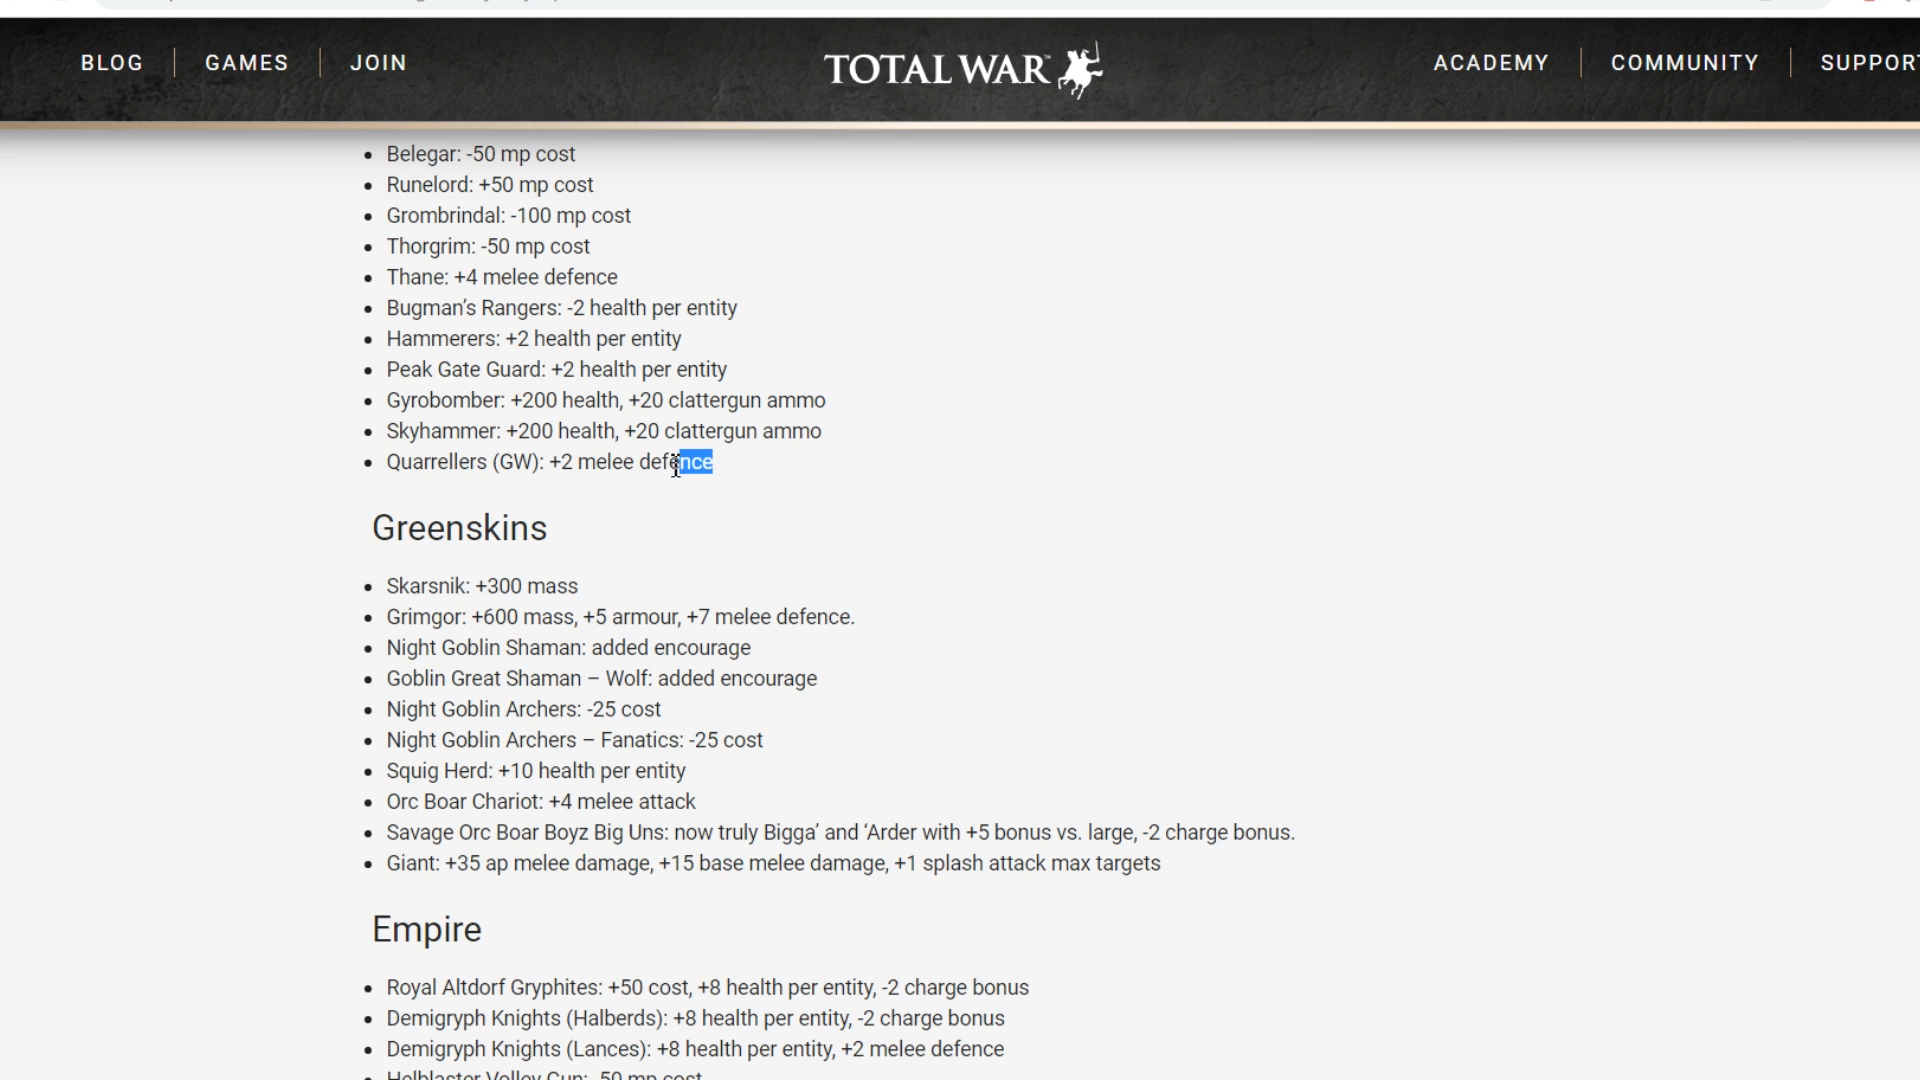 BLOG
GAMES
JOIN
TOTAL WAR
ACADEMY
COMMUNITY
SUPPORT
Belegar: -50 mp cost
Runelord: +50 mp cost
Grombrindal: -100 mp cost
Thorgrim: -50 mp cost
Thane: +4 melee defence
Bugman’s Rangers: -2 health per entity
Hammerers: +2 health per entity
Peak Gate Guard: +2 health per entity
Gyrobomber: +200 health, +20 clattergun ammo
Skyhammer: +200 health, +20 clattergun ammo
Quarrellers (GW): +2 melee defence
Greenskins
Skarsnik: +300 mass
Grimgor: +600 mass, +5 armour, +7 melee defence.
Night Goblin Shaman: added encourage
Goblin Great Shaman – Wolf: added encourage
Night Goblin Archers: -25 cost
Night Goblin Archers – Fanatics: -25 cost
Squig Herd: +10 health per entity
Orc Boar Chariot: +4 melee attack
Savage Orc Boar Boyz Big Uns: now truly Bigga’ and ‘Arder with +5 bonus vs. large, -2 charge bonus.
Giant: +35 ap melee damage, +15 base melee damage, +1 splash attack max targets
Empire
Royal Altdorf Gryphites: +50 cost, +8 health per entity, -2 charge bonus
Demigryph Knights (Halberds): +8 health per entity, -2 charge bonus
Demigryph Knights (Lances): +8 health per entity, +2 melee defence
Helblaster Volley Gun: -50 mp cost